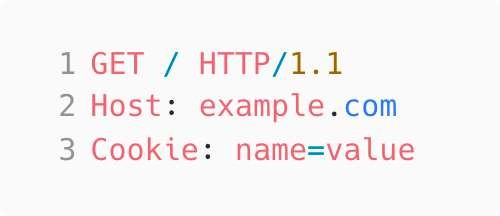 1 GET / HTTP/1.1
2 Host: example.com
3 Cookie: name=value